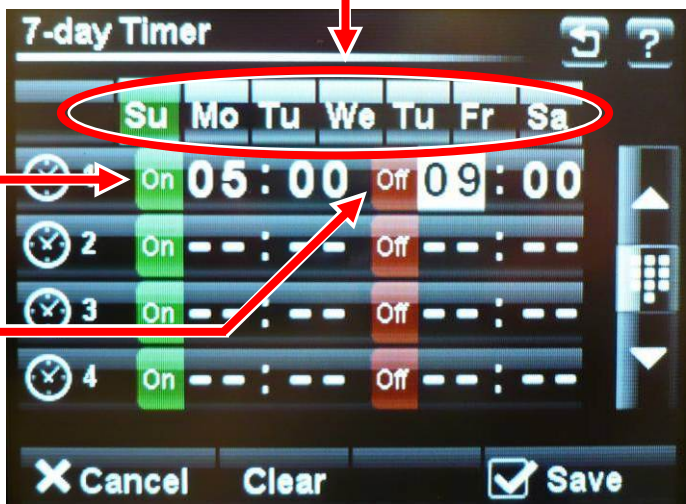 7-day Timer ?
Su Mo Tu We Tu Fr Sa
On 05:00 Off 09:00
2 On --:-- Off --:--
3 On --:-- Off --:--
4 On --:-- Off --:--
Cancel Clear Save